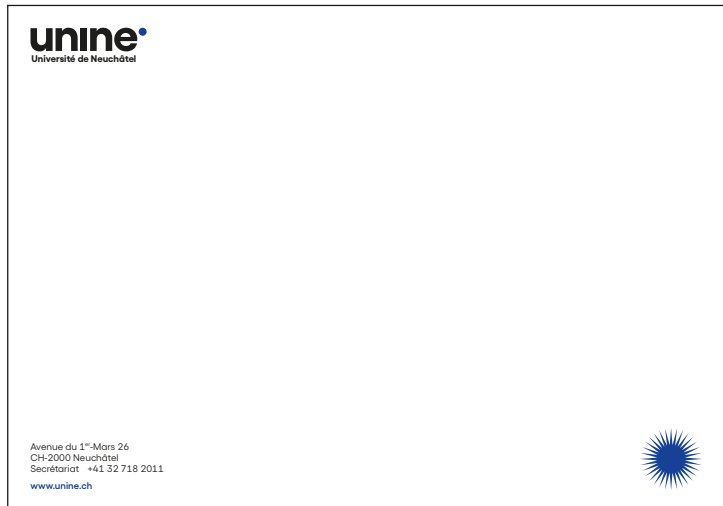 unine
Université de Neuchâtel
Avenue du 1er-Mars 26
CH-2000 Neuchâtel
Secrétariat +41 32 718 2011
www.unine.ch